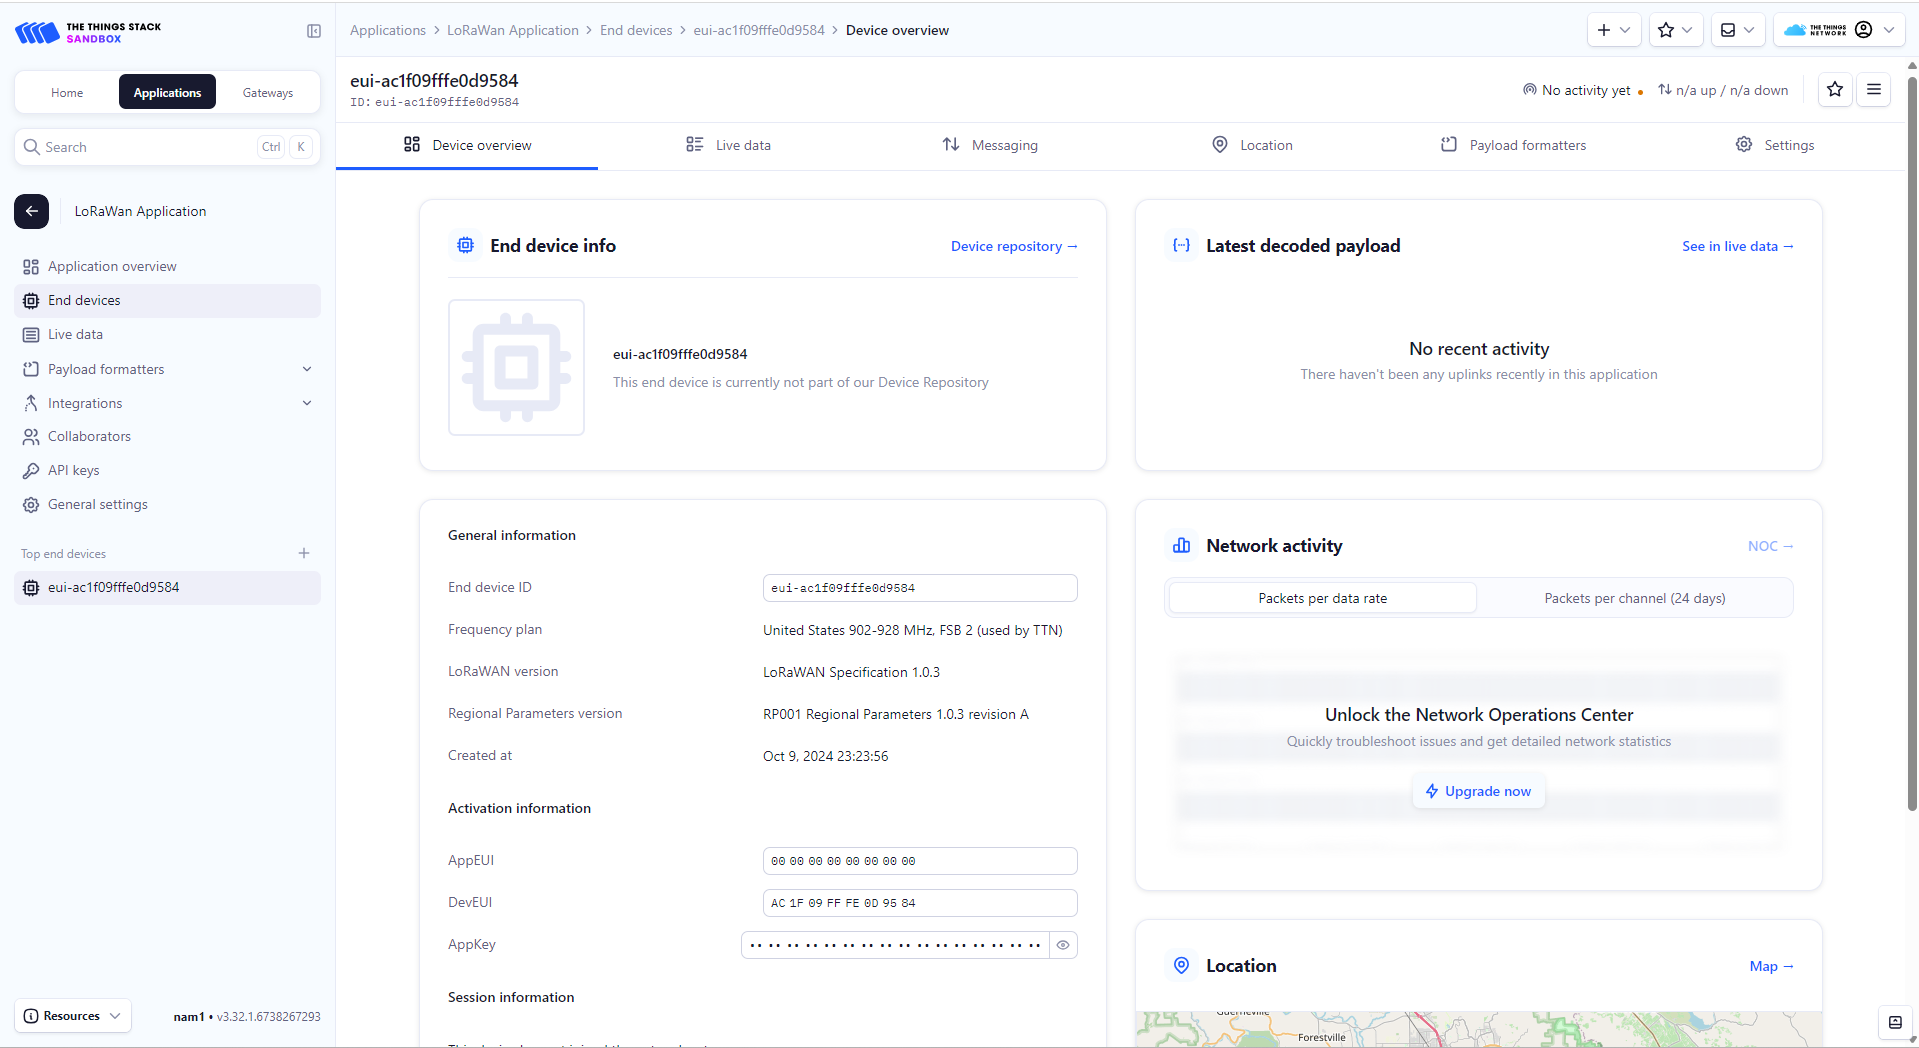 THE THINGS STACK
SANDBOX
Applications > LoRaWan Application > End devices > eui-ac1f09fffe0d9584 > Device overview
THE THINGS
NETWORK
Home
Applications
Gateways
Search
Ctrl
K
LoRaWan Application
Application overview
End devices
Live data
Payload formatters
Integrations
Collaborators
API keys
General settings
Top end devices
eui-ac1f09fffe0d9584
Resources
nam1 • v3.32.1.6738267293
eui-ac1f09fffe0d9584
ID: eui-ac1f09fffe0d9584
No activity yet
n/a up / n/a down
Device overview
Live data
Messaging
Location
Payload formatters
Settings
End device info
Device repository →
eui-ac1f09fffe0d9584
This end device is currently not part of our Device Repository
Latest decoded payload
See in live data →
No recent activity
There haven't been any uplinks recently in this application
General information
End device ID
eui-ac1f09fffe0d9584
Frequency plan
United States 902-928 MHz, FSB 2 (used by TTN)
LoRaWAN version
LoRaWAN Specification 1.0.3
Regional Parameters version
RP001 Regional Parameters 1.0.3 revision A
Created at
Oct 9, 2024 23:23:56
Activation information
AppEUI
00 00 00 00 00 00 00 00
DevEUI
AC 1F 09 FF FE 0D 95 84
AppKey
Session information
Network activity
NOC →
Packets per data rate
Packets per channel (24 days)
Unlock the Network Operations Center
Quickly troubleshoot issues and get detailed network statistics
Upgrade now
Location
Map →
Guerneville
Forestville